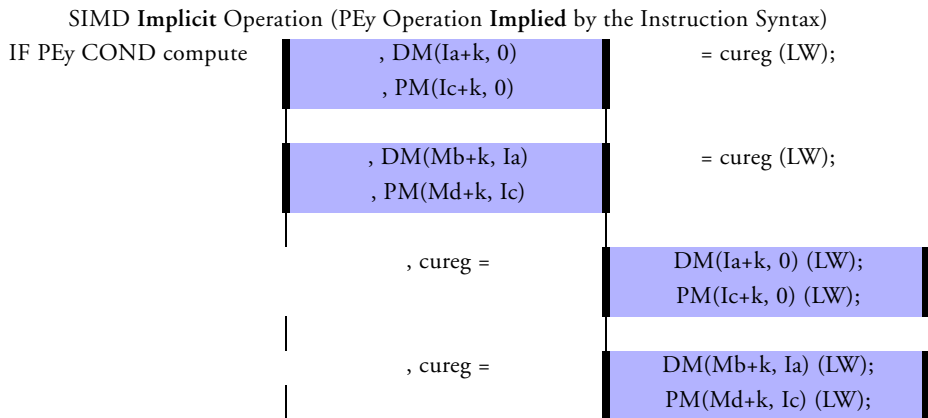 SIMD Implicit Operation (PEy Operation Implied by the Instruction Syntax)
IF PEy COND compute , DM(Ia+k, 0) = cureg (LW);
, PM(Ic+k, 0)
, DM(Mb+k, Ia) = cureg (LW);
, PM(Md+k, Ic)
, cureg = DM(Ia+k, 0) (LW);
PM(Ic+k, 0) (LW);
, cureg = DM(Mb+k, Ia) (LW);
PM(Md+k, Ic) (LW);